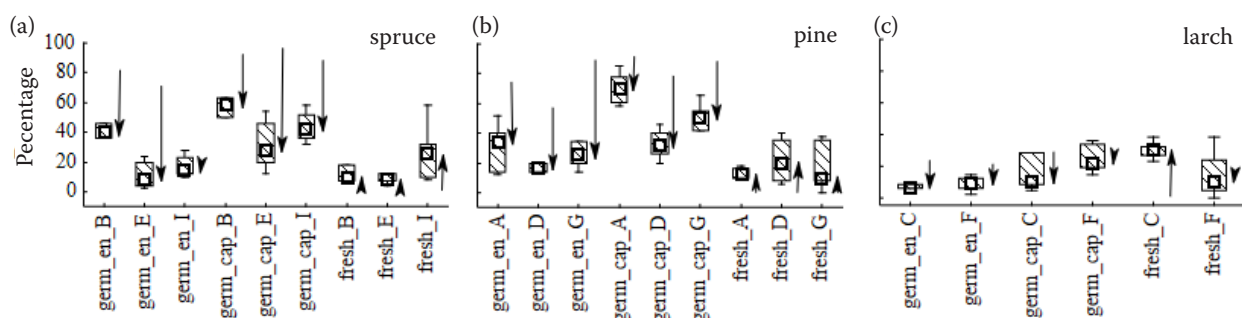 (a)
spruce
(b)
pine
(c)
larch
Pecentage
100
80
60
40
20
0
germ_en_B
germ_en_E
germ_en_I
germ_cap_B
germ_cap_E
germ_cap_I
fresh_B
fresh_E
fresh_I
germ_en_A
germ_en_D
germ_en_G
germ_cap_A
germ_cap_D
germ_cap_G
fresh_A
fresh_D
fresh_G
germ_en_C
germ_en_F
germ_cap_C
germ_cap_F
fresh_C
fresh_F